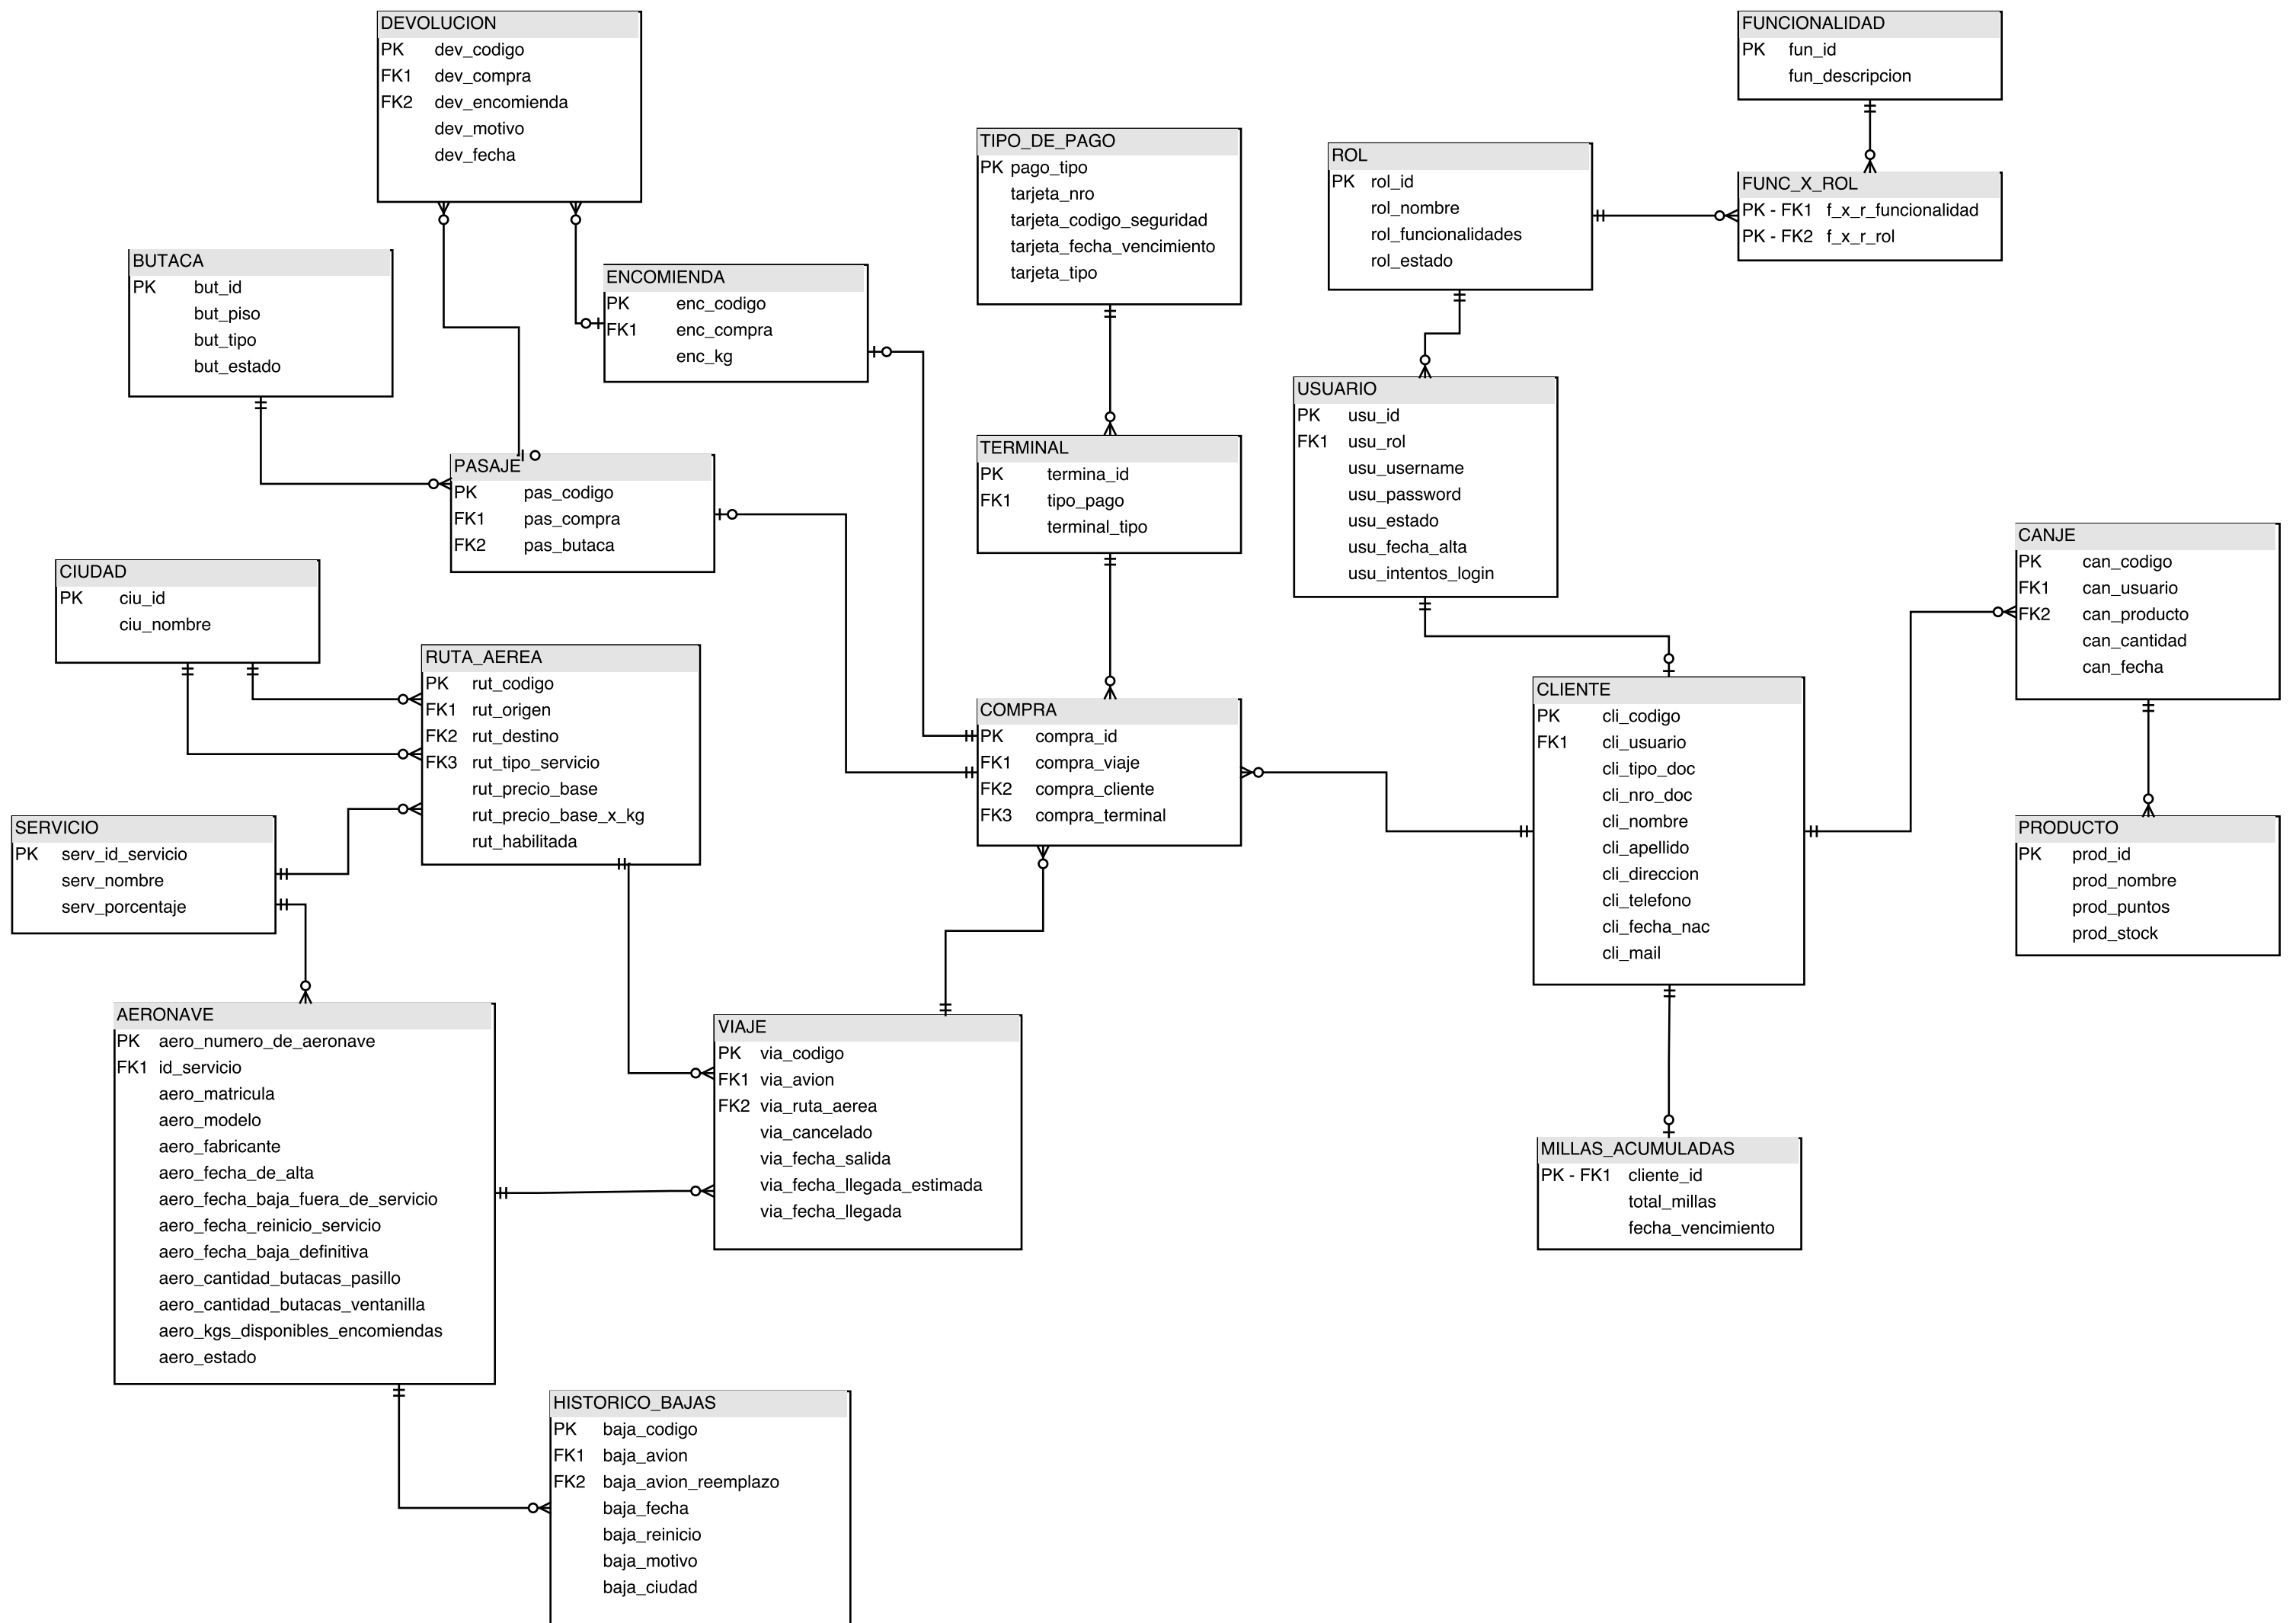 DEVOLUCION
PK dev_codigo
FK1 dev_compra
FK2 dev_encomienda
dev_motivo
dev_fecha
FUNCIONALIDAD
PK fun_id
fun_descripcion
TIPO_DE_PAGO
PK pago_tipo
tarjeta_nro
tarjeta_codigo_seguridad
tarjeta_fecha_vencimiento
tarjeta_tipo
ROL
PK rol_id
rol_nombre
rol_funcionalidades
rol_estado
FUNC_X_ROL
PK - FK1 f_x_r_funcionalidad
PK - FK2 f_x_r_rol
BUTACA
PK but_id
but_piso
but_tipo
but_estado
ENCOMIENDA
PK enc_codigo
FK1 enc_compra
enc_kg
USUARIO
PK usu_id
FK1 usu_rol
usu_username
usu_password
usu_estado
usu_fecha_alta
usu_intentos_login
TERMINAL
PK termina_id
FK1 tipo_pago
terminal_tipo
PASAJE
PK pas_codigo
FK1 pas_compra
FK2 pas_butaca
CANJE
PK can_codigo
FK1 can_usuario
FK2 can_producto
can_cantidad
can_fecha
CIUDAD
PK ciu_id
ciu_nombre
RUTA_AEREA
PK rut_codigo
FK1 rut_origen
FK2 rut_destino
FK3 rut_tipo_servicio
rut_precio_base
rut_precio_base_x_kg
rut_habilitada
COMPRA
PK compra_id
FK1 compra_viaje
FK2 compra_cliente
FK3 compra_terminal
CLIENTE
PK cli_codigo
FK1 cli_usuario
cli_tipo_doc
cli_nro_doc
cli_nombre
cli_apellido
cli_direccion
cli_telefono
cli_fecha_nac
cli_mail
SERVICIO
PK serv_id_servicio
serv_nombre
serv_porcentaje
PRODUCTO
PK prod_id
prod_nombre
prod_puntos
prod_stock
AERONAVE
PK aero_numero_de_aeronave
FK1 id_servicio
aero_matricula
aero_modelo
aero_fabricante
aero_fecha_de_alta
aero_fecha_baja_fuera_de_servicio
aero_fecha_reinicio_servicio
aero_fecha_baja_definitiva
aero_cantidad_butacas_pasillo
aero_cantidad_butacas_ventanilla
aero_kgs_disponibles_encomiendas
aero_estado
VIAJE
PK via_codigo
FK1 via_avion
FK2 via_ruta_aerea
via_cancelado
via_fecha_salida
via_fecha_llegada_estimada
via_fecha_llegada
MILLAS_ACUMULADAS
PK - FK1 cliente_id
total_millas
fecha_vencimiento
HISTORICO_BAJAS
PK baja_codigo
FK1 baja_avion
FK2 baja_avion_reemplazo
baja_fecha
baja_reinicio
baja_motivo
baja_ciudad